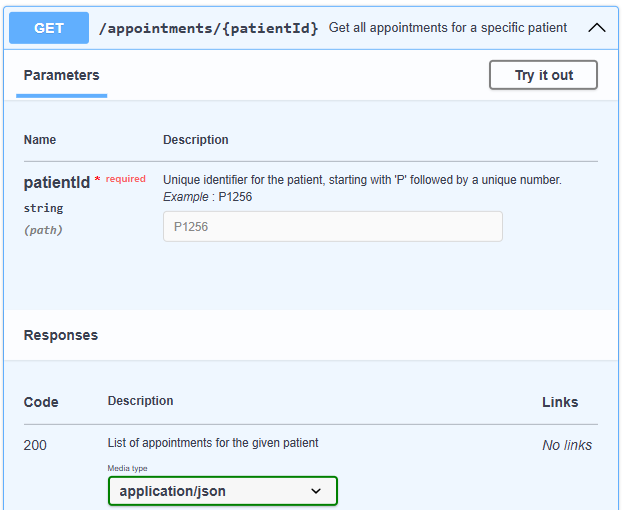 GET /appointments/{patientId} Get all appointments for a specific patient
Parameters Try it out
Name Description
patientId * required Unique identifier for the patient, starting with 'P' followed by a unique number.
string Example : P1256
(path) P1256
Responses
Code Description Links
200 List of appointments for the given patient No links
Media type
application/json